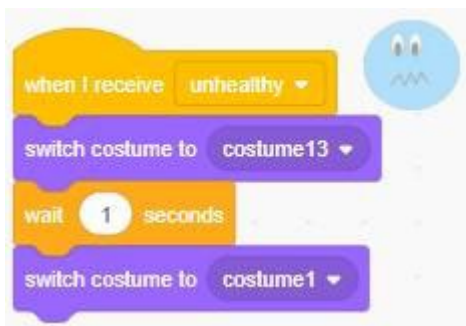 when I receive unhealthy
switch costume to costume13
wait 1 seconds
switch costume to costume1